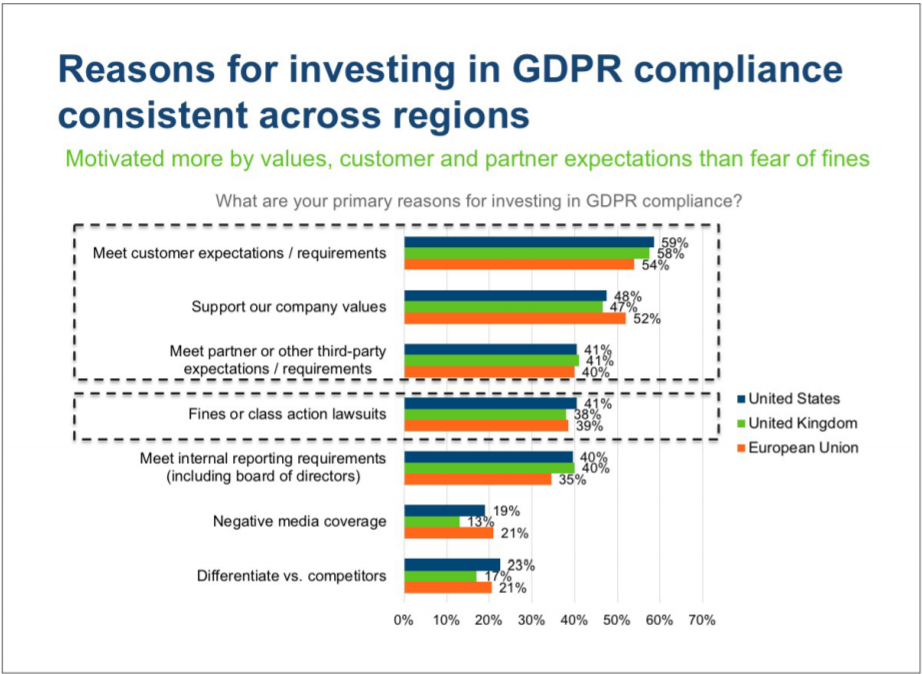 Reasons for investing in GDPR compliance
consistent across regions
Motivated more by values, customer and partner expectations than fear of fines
What are your primary reasons for investing in GDPR compliance?
Meet customer expectations / requirements
59%
58%
54%
Support our company values
48%
47%
52%
Meet partner or other third-party
expectations / requirements
41%
41%
40%
Fines or class action lawsuits
41%
38%
39%
Meet internal reporting requirements
(including board of directors)
40%
40%
35%
Negative media coverage
19%
13%
21%
Differentiate vs. competitors
23%
17%
21%
0% 10% 20% 30% 40% 50% 60% 70%
United States
United Kingdom
European Union